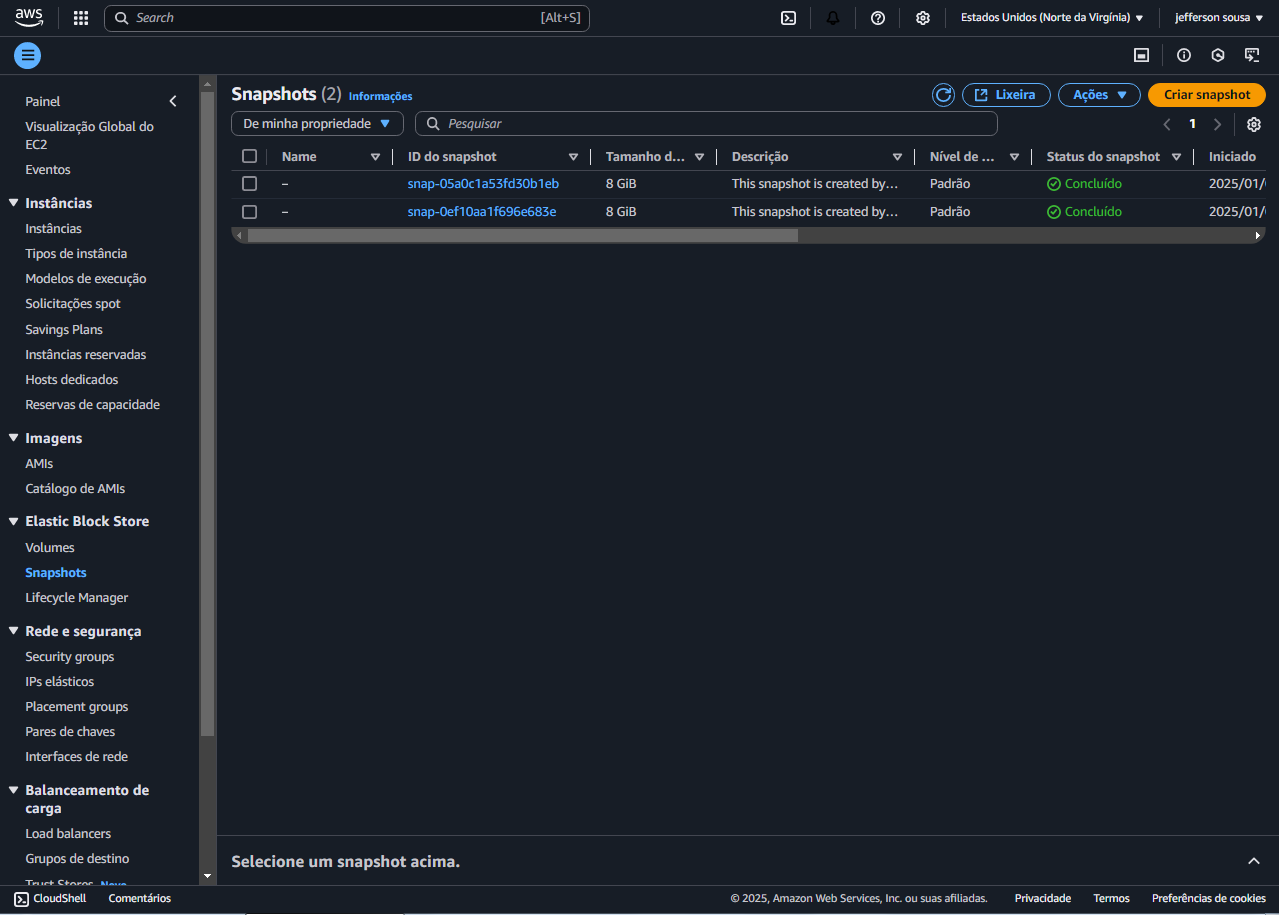 aws
Search [Alt+S]
Estados Unidos (Norte da Virgínia)
jefferson sousa
Painel
Visualização Global do
EC2
Eventos
Instâncias
Instâncias
Tipos de instância
Modelos de execução
Solicitações spot
Savings Plans
Instâncias reservadas
Hosts dedicados
Reservas de capacidade
Imagens
AMIs
Catálogo de AMIs
Elastic Block Store
Volumes
Snapshots
Lifecycle Manager
Rede e segurança
Security groups
IPs elásticos
Placement groups
Pares de chaves
Interfaces de rede
Balanceamento de
carga
Load balancers
Grupos de destino
Trust Stores Novo
Snapshots (2) Informações
Lixeira
Ações
Criar snapshot
De minha propriedade
Pesquisar
1
Name ID do snapshot Tamanho d... Descrição Nível de ... Status do snapshot Iniciado
– snap-05a0c1a53fd30b1eb 8 GiB This snapshot is created by... Padrão Concluído 2025/01/
– snap-0ef10aa1f696e683e 8 GiB This snapshot is created by... Padrão Concluído 2025/01/
Selecione um snapshot acima.
CloudShell Comentários © 2025, Amazon Web Services, Inc. ou suas afiliadas. Privacidade Termos Preferências de cookies